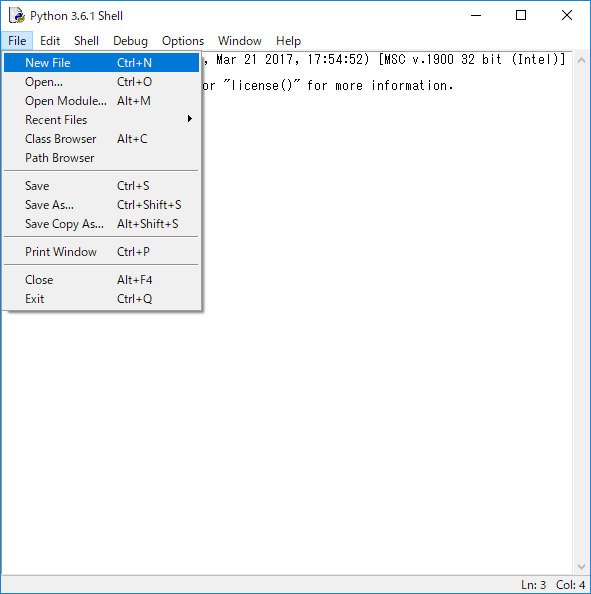 Python 3.6.1 Shell
File Edit Shell Debug Options Window Help
, Mar 21 2017, 17:54:52) [MSC v.1900 32 bit (Intel)]
or "license()" for more information.
New File Ctrl+N
Open... Ctrl+O
Open Module... Alt+M
Recent Files
Class Browser Alt+C
Path Browser
Save Ctrl+S
Save As... Ctrl+Shift+S
Save Copy As... Alt+Shift+S
Print Window Ctrl+P
Close Alt+F4
Exit Ctrl+Q
Ln: 3 Col: 4